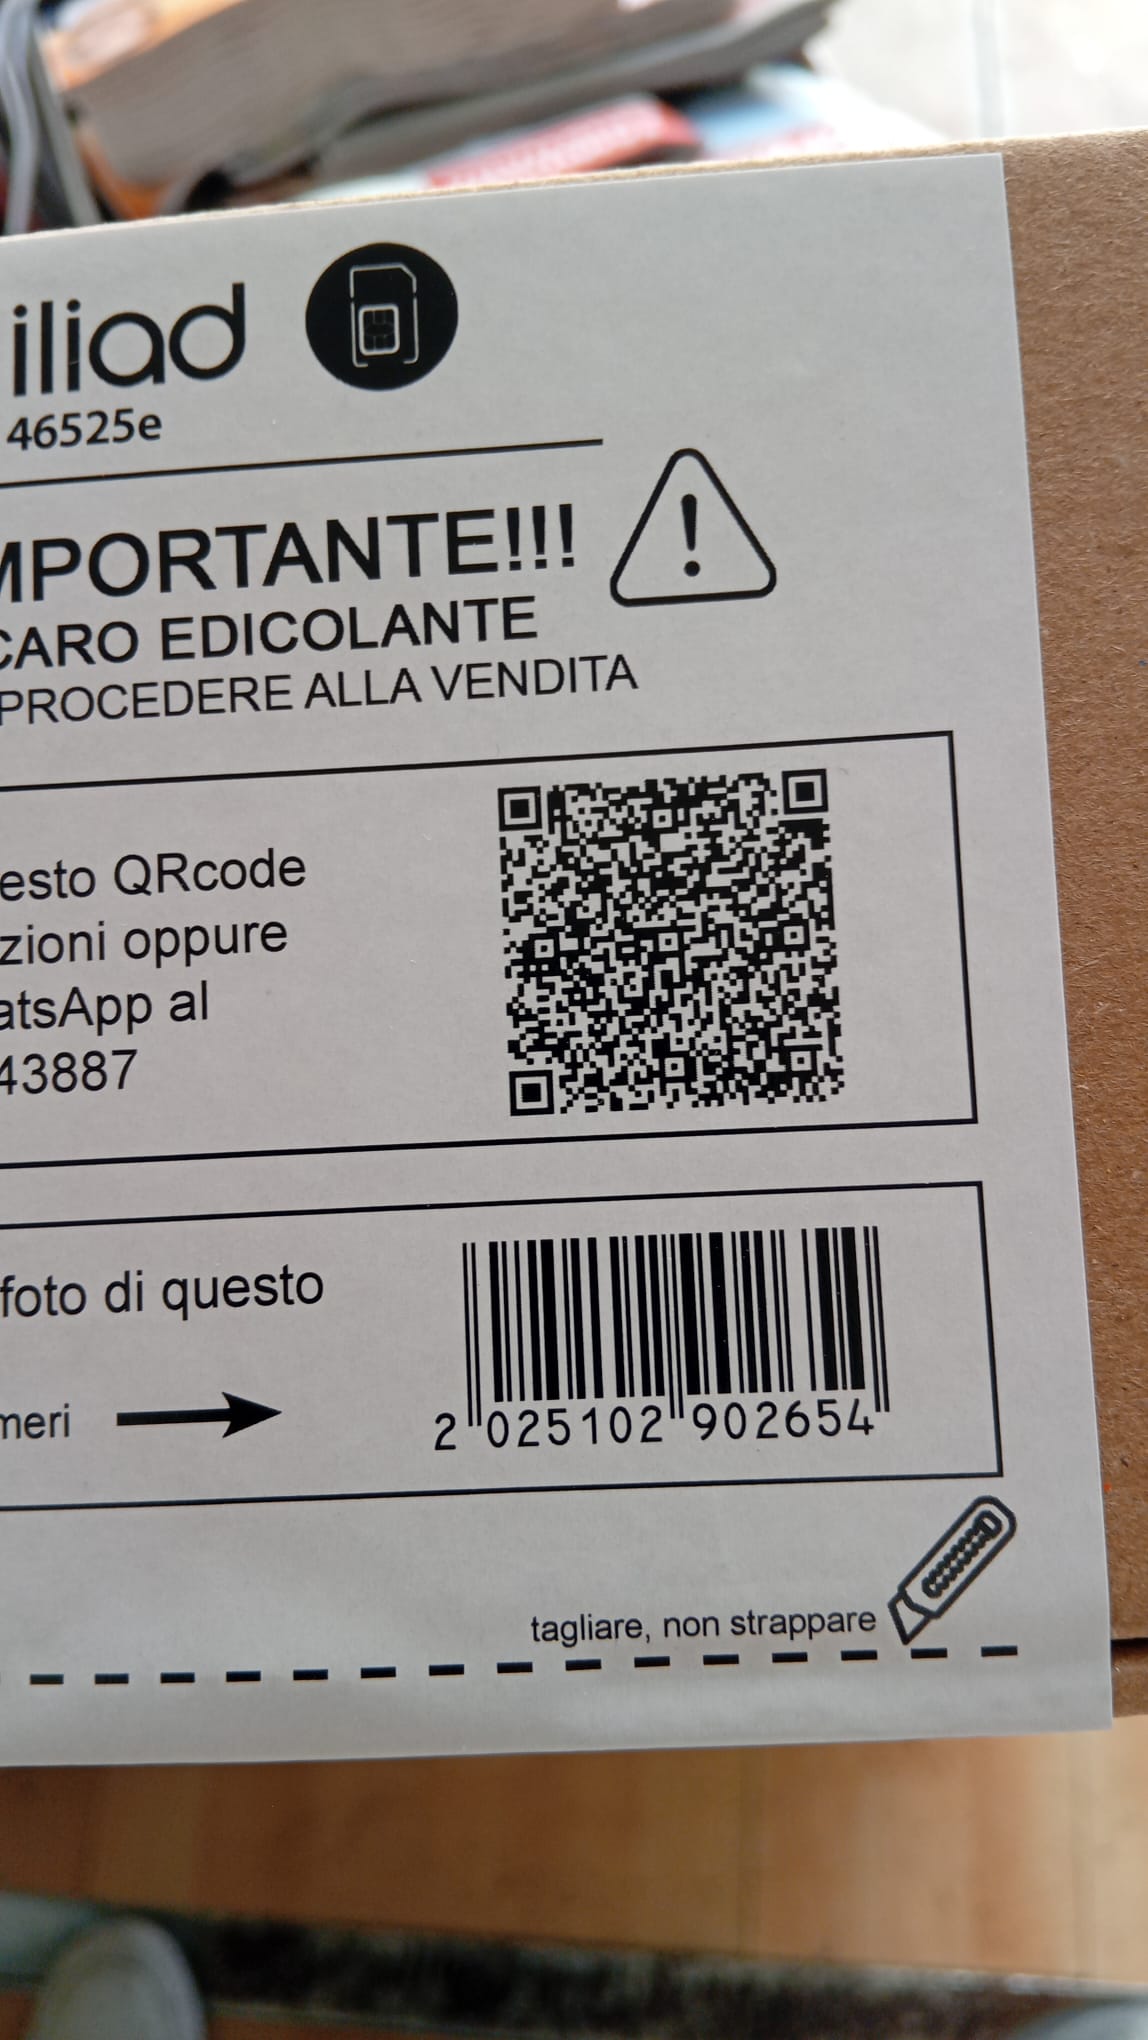 iliad
46525e
MPORTANTE!!!
CARO EDICOLANTE
PROCEDERE ALLA VENDITA
esto QRcode
zioni oppure
atsApp al
43887
foto di questo
meri
2 025102 902654
tagliare, non strappare